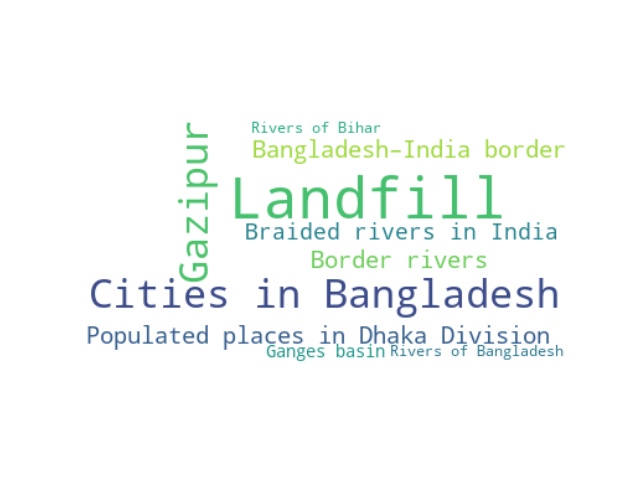 Rivers of Bihar
Bangladesh–India border
Gazipur
Landfill
Braided rivers in India
Border rivers
Cities in Bangladesh
Populated places in Dhaka Division
Ganges basin
Rivers of Bangladesh